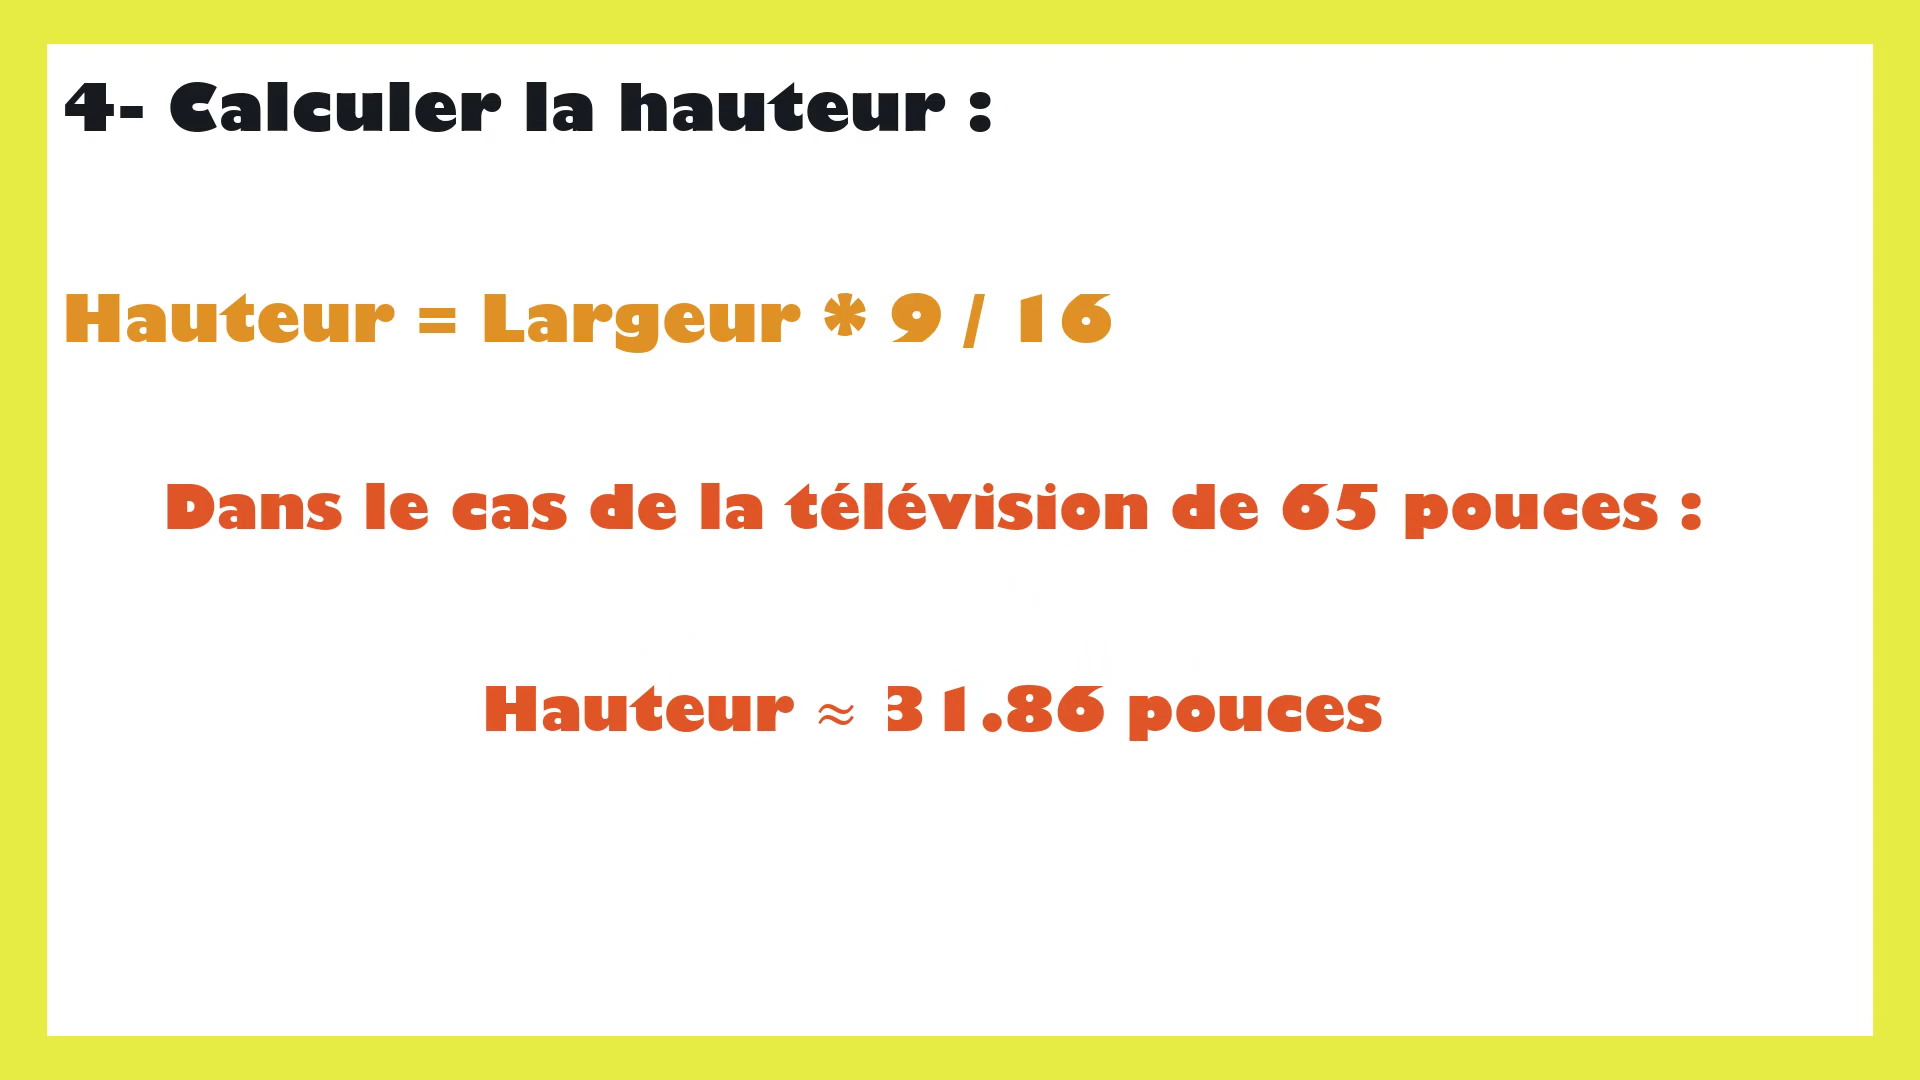 4- Calculer la hauteur :
Hauteur = Largeur * 9 / 16
Dans le cas de la télévision de 65 pouces :
Hauteur ≈ 31.86 pouces